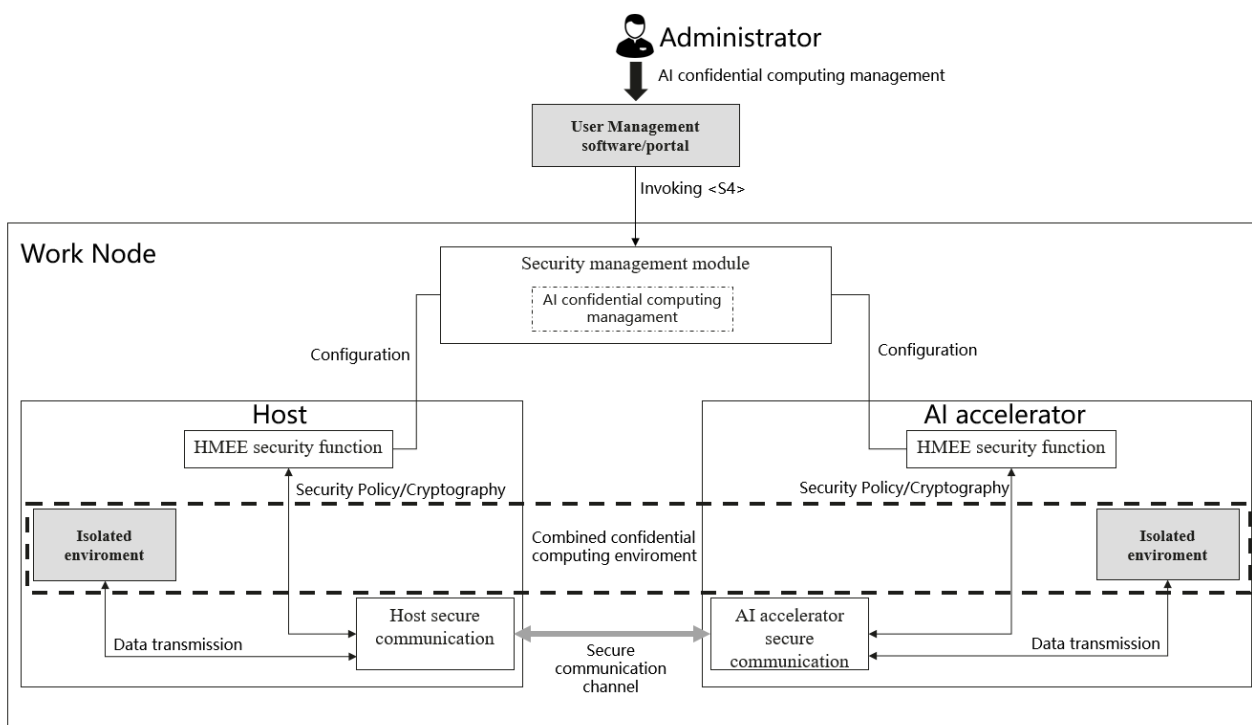 Administrator
AI confidential computing management
User Management
software/portal
Invoking <S4>
Work Node
Security management module
AI confidential computing
managament
Configuration
Configuration
Host
AI accelerator
HMEE security function
HMEE security function
Security Policy/Cryptography
Security Policy/Cryptography
Isolated
enviroment
Combined confidential
computing enviroment
Isolated
enviroment
Host secure
communication
AI accelerator
secure
communication
Data transmission
Data transmission
Secure
communication
channel